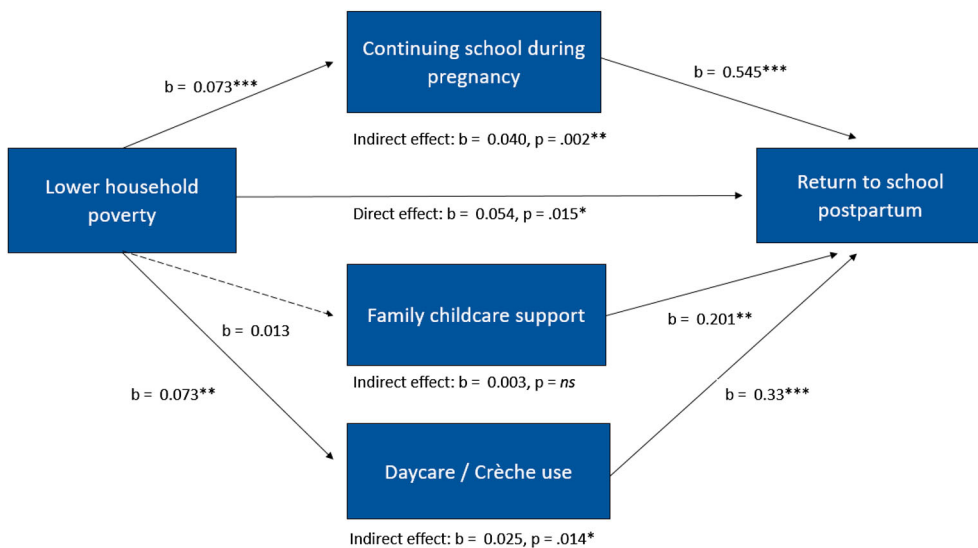 Continuing school during
pregnancy
b = 0.073***
b = 0.545***
Indirect effect: b = 0.040, p = .002**
Lower household
poverty
Return to school
postpartum
Direct effect: b = 0.054, p = .015*
Family childcare support
b = 0.013
b = 0.201**
Indirect effect: b = 0.003, p = ns
b = 0.073**
b = 0.33***
Daycare / Crèche use
Indirect effect: b = 0.025, p = .014*